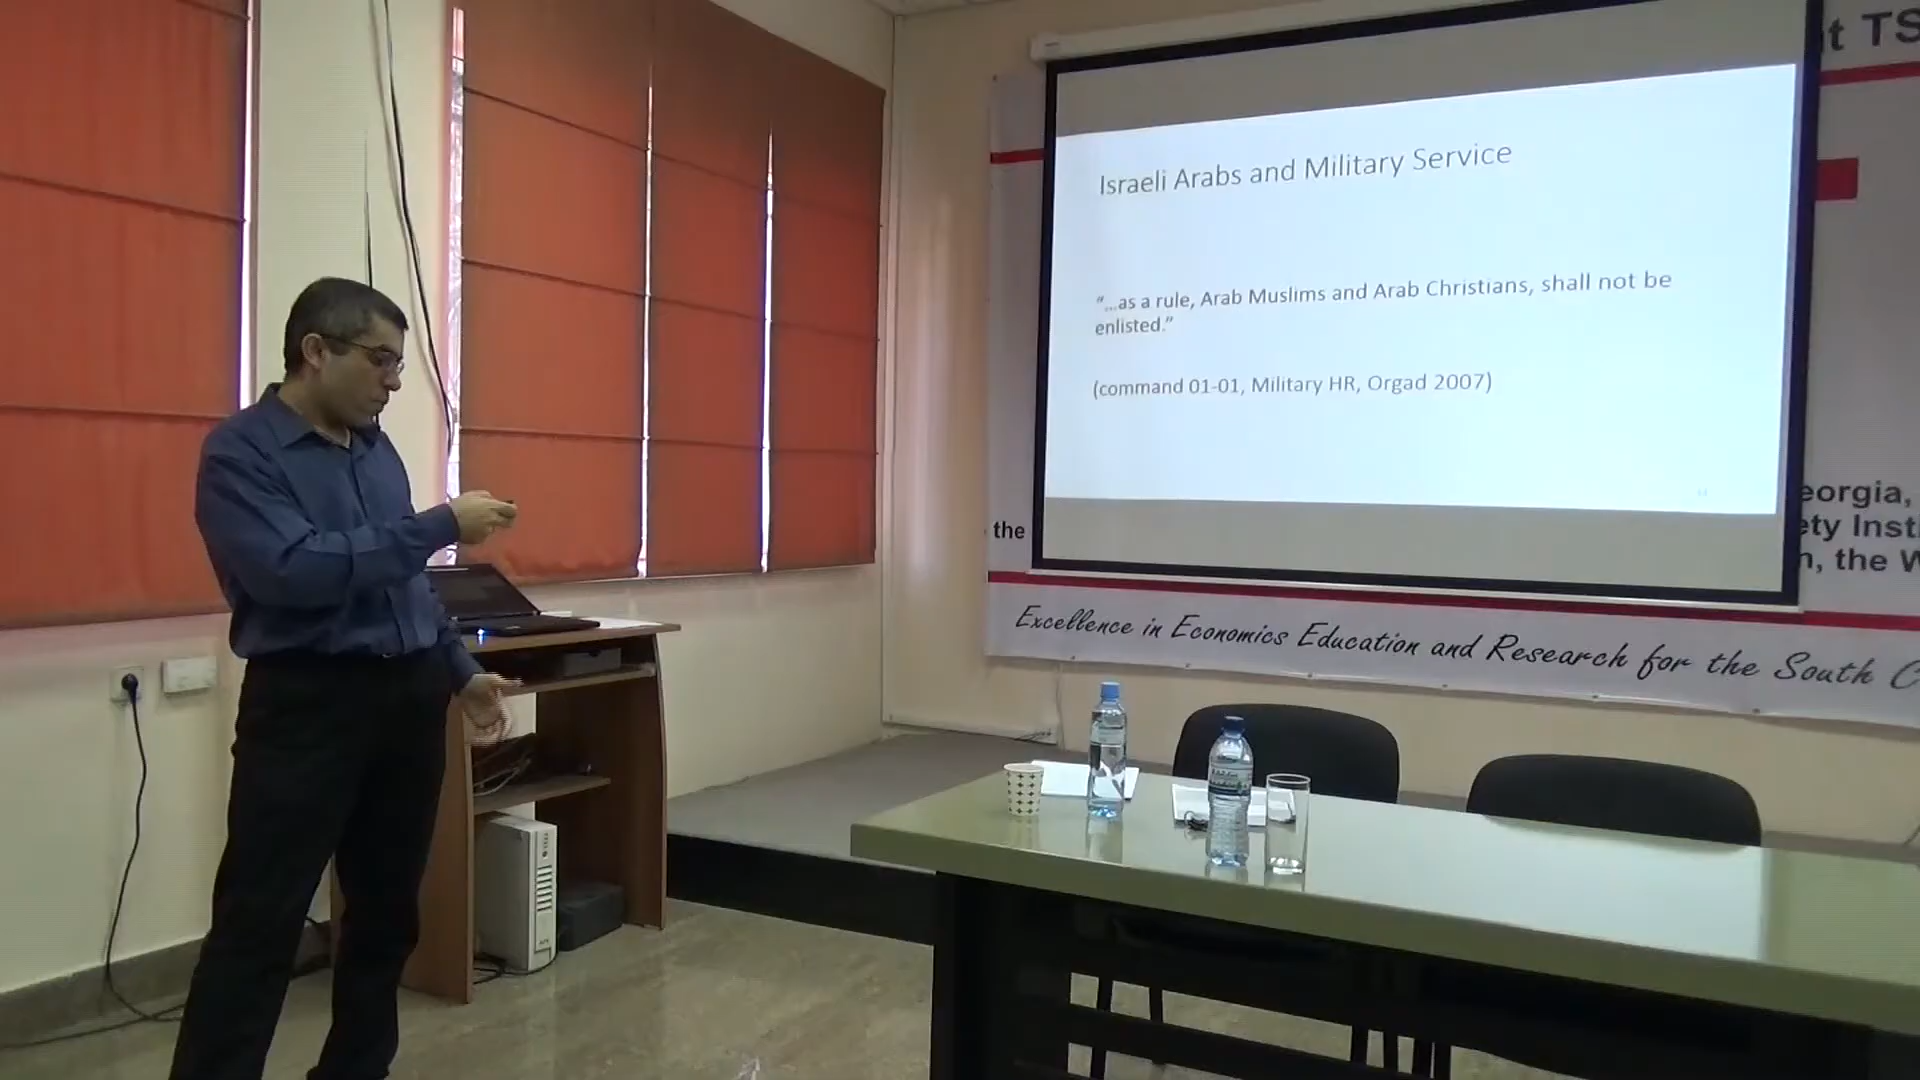 t TS
Israeli Arabs and Military Service
"...as a rule, Arab Muslims and Arab Christians, shall not be
enlisted."
(command 01-01, Military HR, Orgad 2007)
the
eorgia,
ety Inst
n, the W
Excellence in Economics Education and Research for the South C